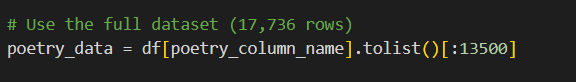 # Use the full dataset (17,736 rows)
poetry_data = df[poetry_column_name].tolist()[:13500]